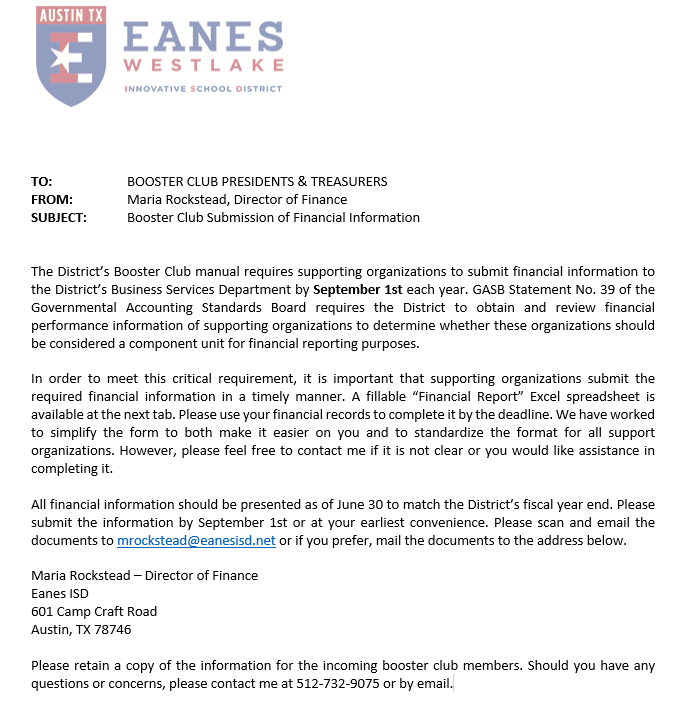 AUSTIN TX
EANES
WESTLAKE
INNOVATIVE SCHOOL DISTRICT
TO: BOOSTER CLUB PRESIDENTS & TREASURERS
FROM: Maria Rockstead, Director of Finance
SUBJECT: Booster Club Submission of Financial Information
The District’s Booster Club manual requires supporting organizations to submit financial information to
the District’s Business Services Department by September 1st each year. GASB Statement No. 39 of the
Governmental Accounting Standards Board requires the District to obtain and review financial
performance information of supporting organizations to determine whether these organizations should
be considered a component unit for financial reporting purposes.
In order to meet this critical requirement, it is important that supporting organizations submit the
required financial information in a timely manner. A fillable “Financial Report” Excel spreadsheet is
available at the next tab. Please use your financial records to complete it by the deadline. We have worked
to simplify the form to both make it easier on you and to standardize the format for all support
organizations. However, please feel free to contact me if it is not clear or you would like assistance in
completing it.
All financial information should be presented as of June 30 to match the District’s fiscal year end. Please
submit the information by September 1st or at your earliest convenience. Please scan and email the
documents to mrockstead@eanesisd.net or if you prefer, mail the documents to the address below.
Maria Rockstead – Director of Finance
Eanes ISD
601 Camp Craft Road
Austin, TX 78746
Please retain a copy of the information for the incoming booster club members. Should you have any
questions or concerns, please contact me at 512-732-9075 or by email.